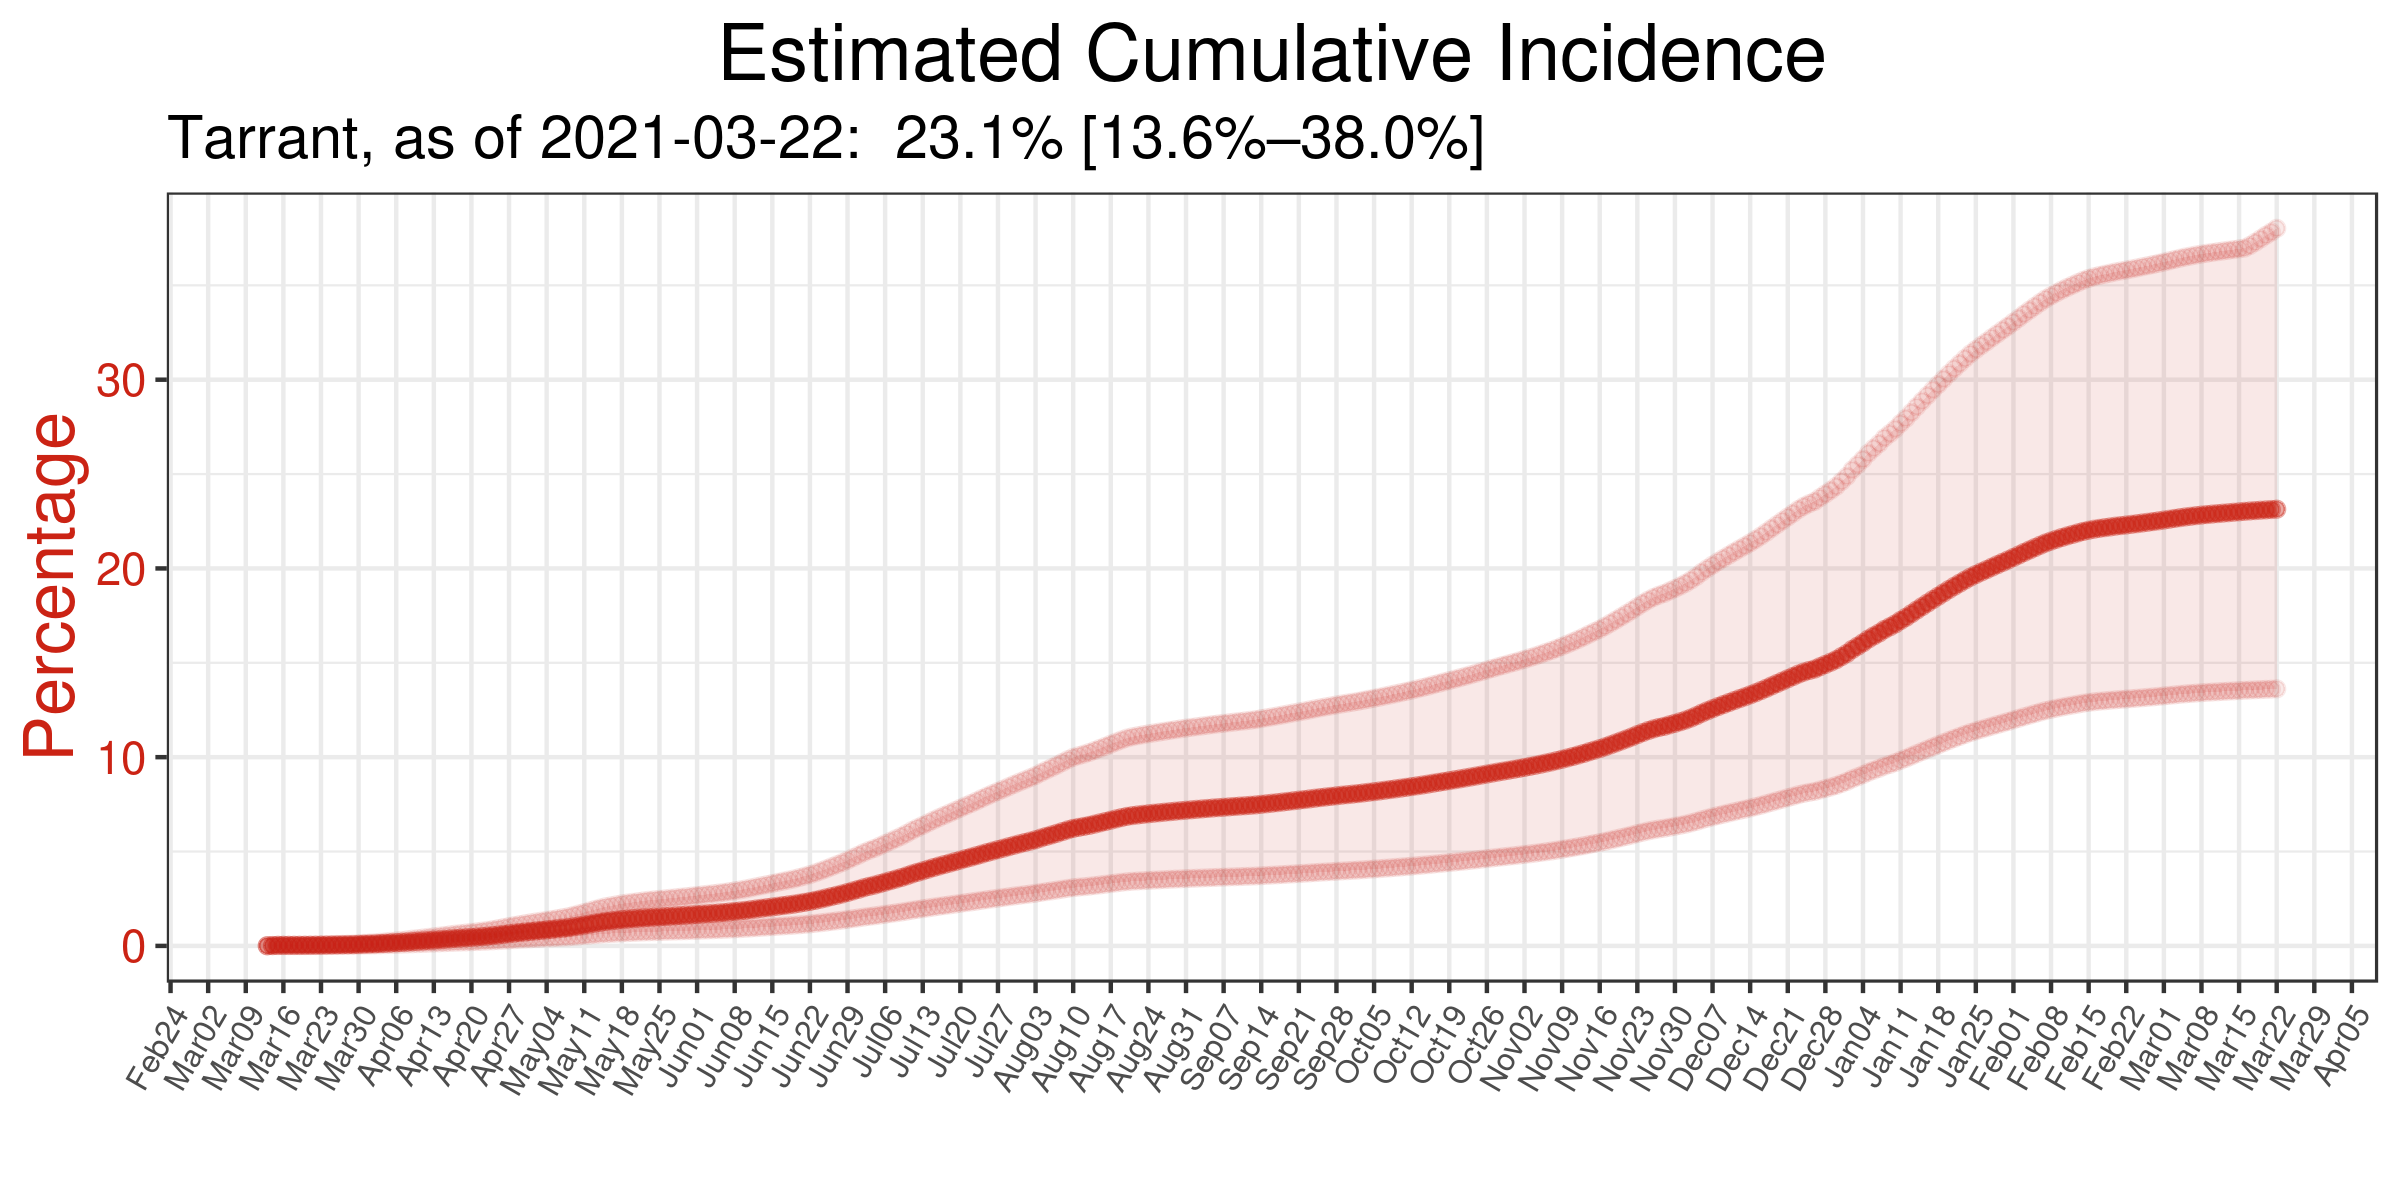 Estimated Cumulative Incidence
Tarrant, as of 2021-03-22:  23.1% [13.6%–38.0%]
Percentage
30
20
10
0
Feb24
Mar02
Mar09
Mar16
Mar23
Mar30
Apr06
Apr13
Apr20
Apr27
May04
May11
May18
May25
Jun01
Jun08
Jun15
Jun22
Jun29
Jul06
Jul13
Jul20
Jul27
Aug03
Aug10
Aug17
Aug24
Aug31
Sep07
Sep14
Sep21
Sep28
Oct05
Oct12
Oct19
Oct26
Nov02
Nov09
Nov16
Nov23
Nov30
Dec07
Dec14
Dec21
Dec28
Jan04
Jan11
Jan18
Jan25
Feb01
Feb08
Feb15
Feb22
Mar01
Mar08
Mar15
Mar22
Mar29
Apr05